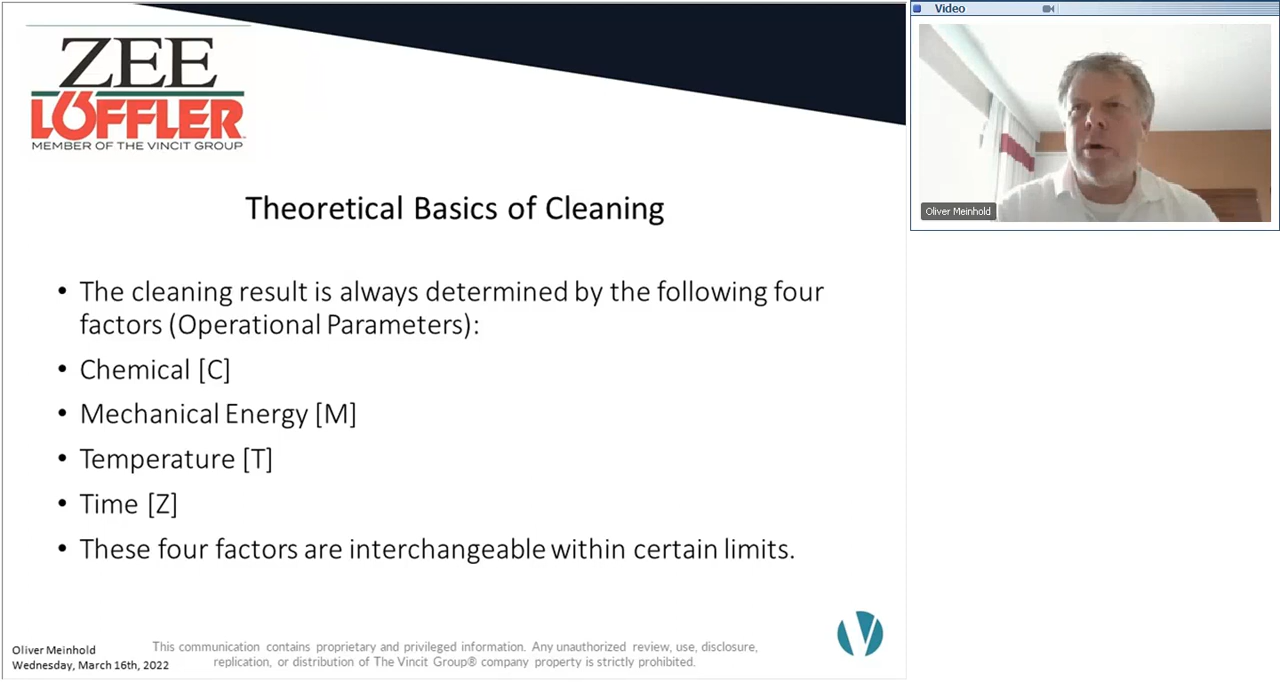 ZEE
LÖFFLER
MEMBER OF THE VINCIT GROUP
Theoretical Basics of Cleaning
• The cleaning result is always determined by the following four
factors (Operational Parameters):
• Chemical [C]
• Mechanical Energy [M]
• Temperature [T]
• Time [Z]
• These four factors are interchangeable within certain limits.
Oliver Meinhold
Wednesday, March 16th, 2022
This communication contains proprietary and privileged information. Any unauthorized review, use, disclosure,
replication, or distribution of The Vincit Group® company property is strictly prohibited.
Video
Oliver Meinhold